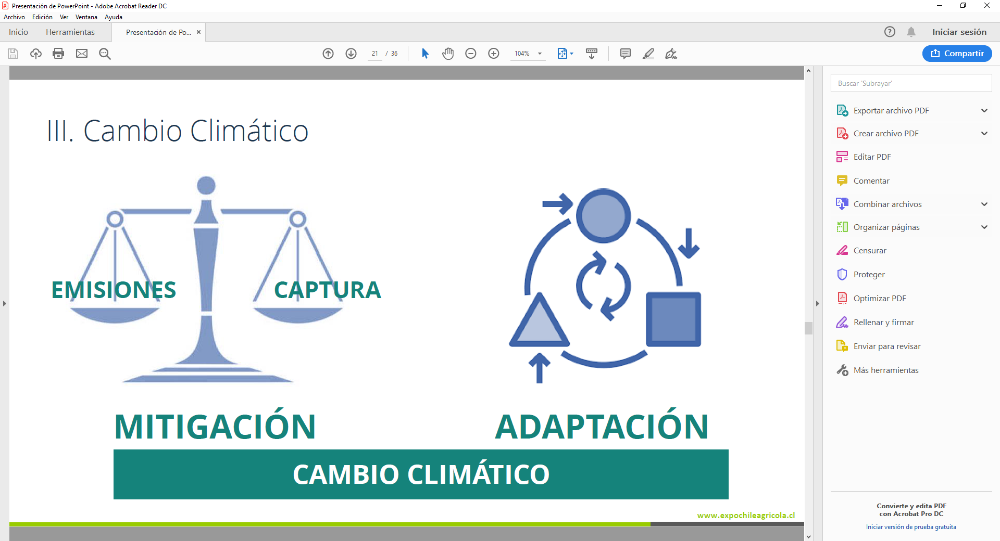 Presentación de PowerPoint - Adobe Acrobat Reader DC
Archivo Edición Ver Ventana Ayuda
Inicio Herramientas Presentación de Po... × Iniciar sesión
21 / 36 104% Compartir
Buscar 'Subrayar'
Exportar archivo PDF
Crear archivo PDF
Editar PDF
Comentar
Combinar archivos
Organizar páginas
Censurar
Proteger
Optimizar PDF
Rellenar y firmar
Enviar para revisar
Más herramientas
Convierte y edita PDF
con Acrobat Pro DC
Iniciar versión de prueba gratuita
III. Cambio Climático
EMISIONES CAPTURA
MITIGACIÓN ADAPTACIÓN
CAMBIO CLIMÁTICO
www.expochileagricola.cl